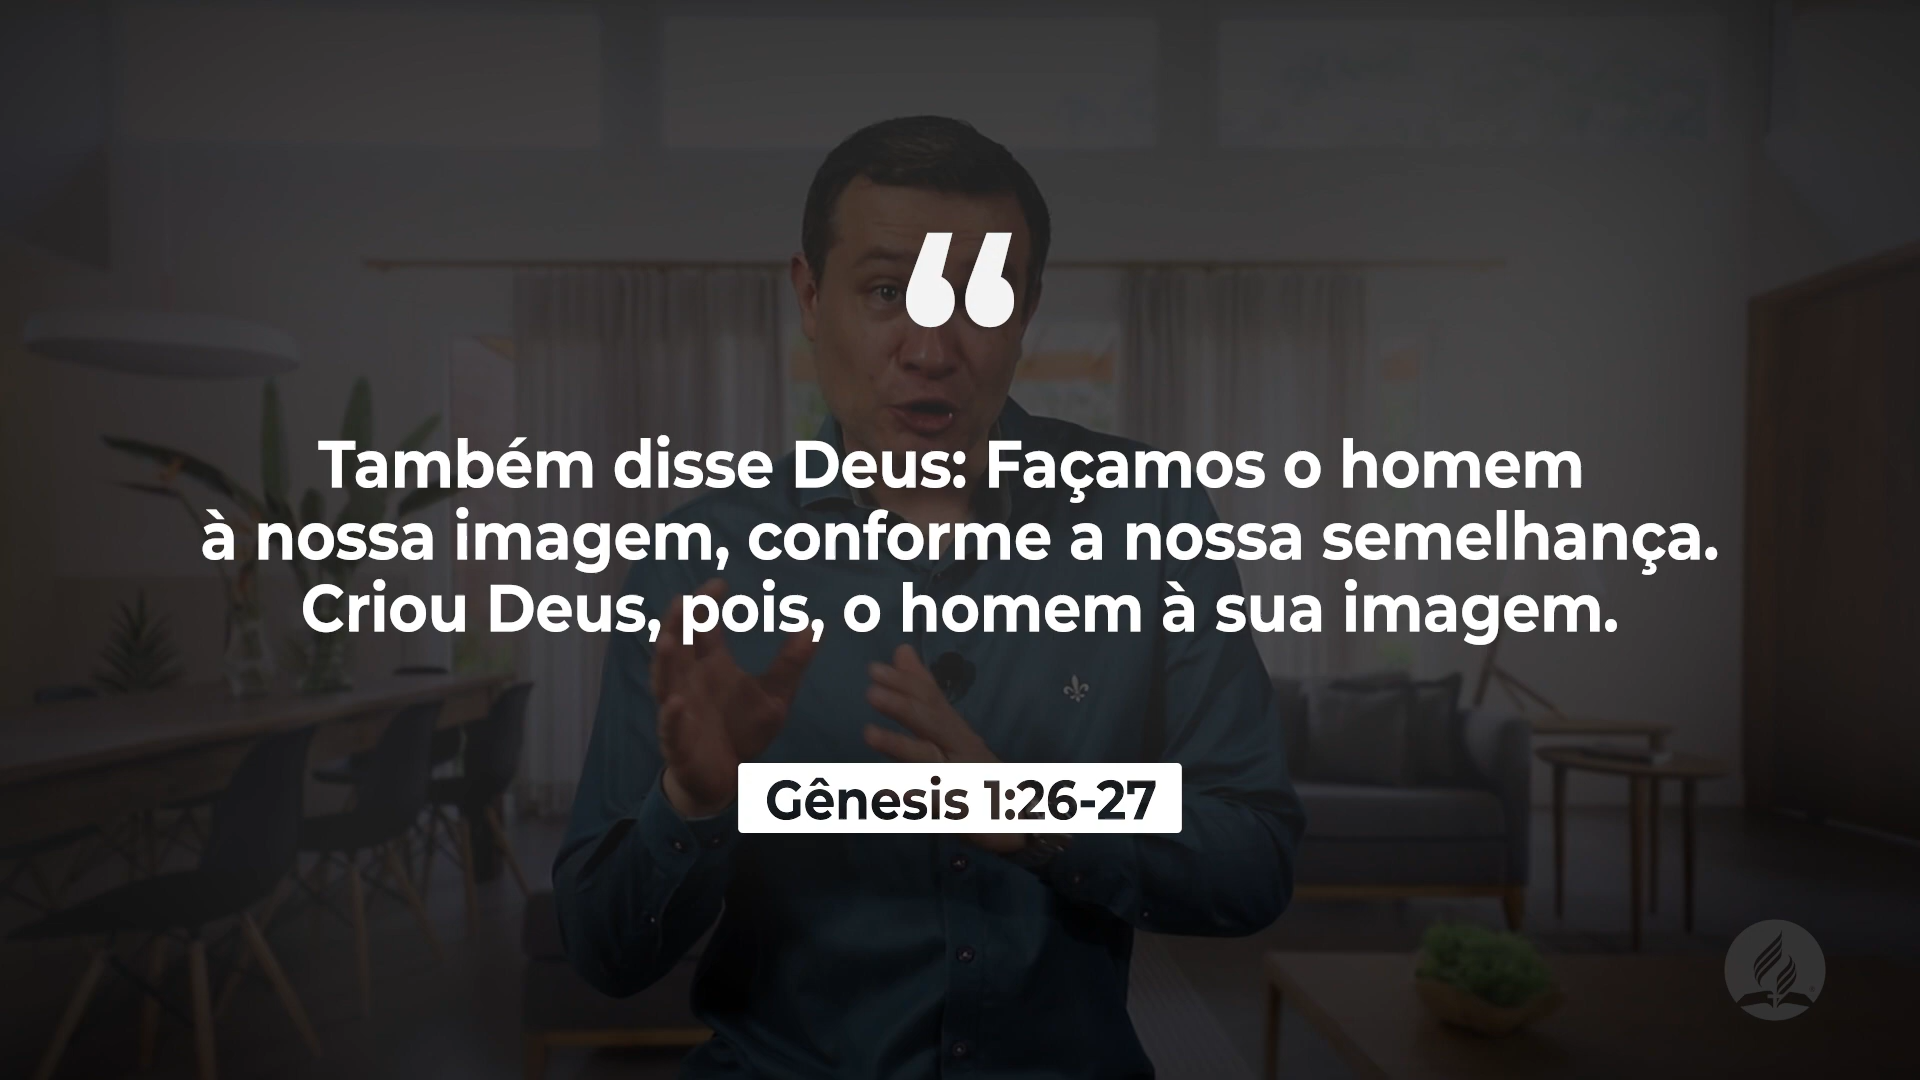 “
Também disse Deus: Façamos o homem
à nossa imagem, conforme a nossa semelhança.
Criou Deus, pois, o homem à sua imagem.
Gênesis 1:26-27